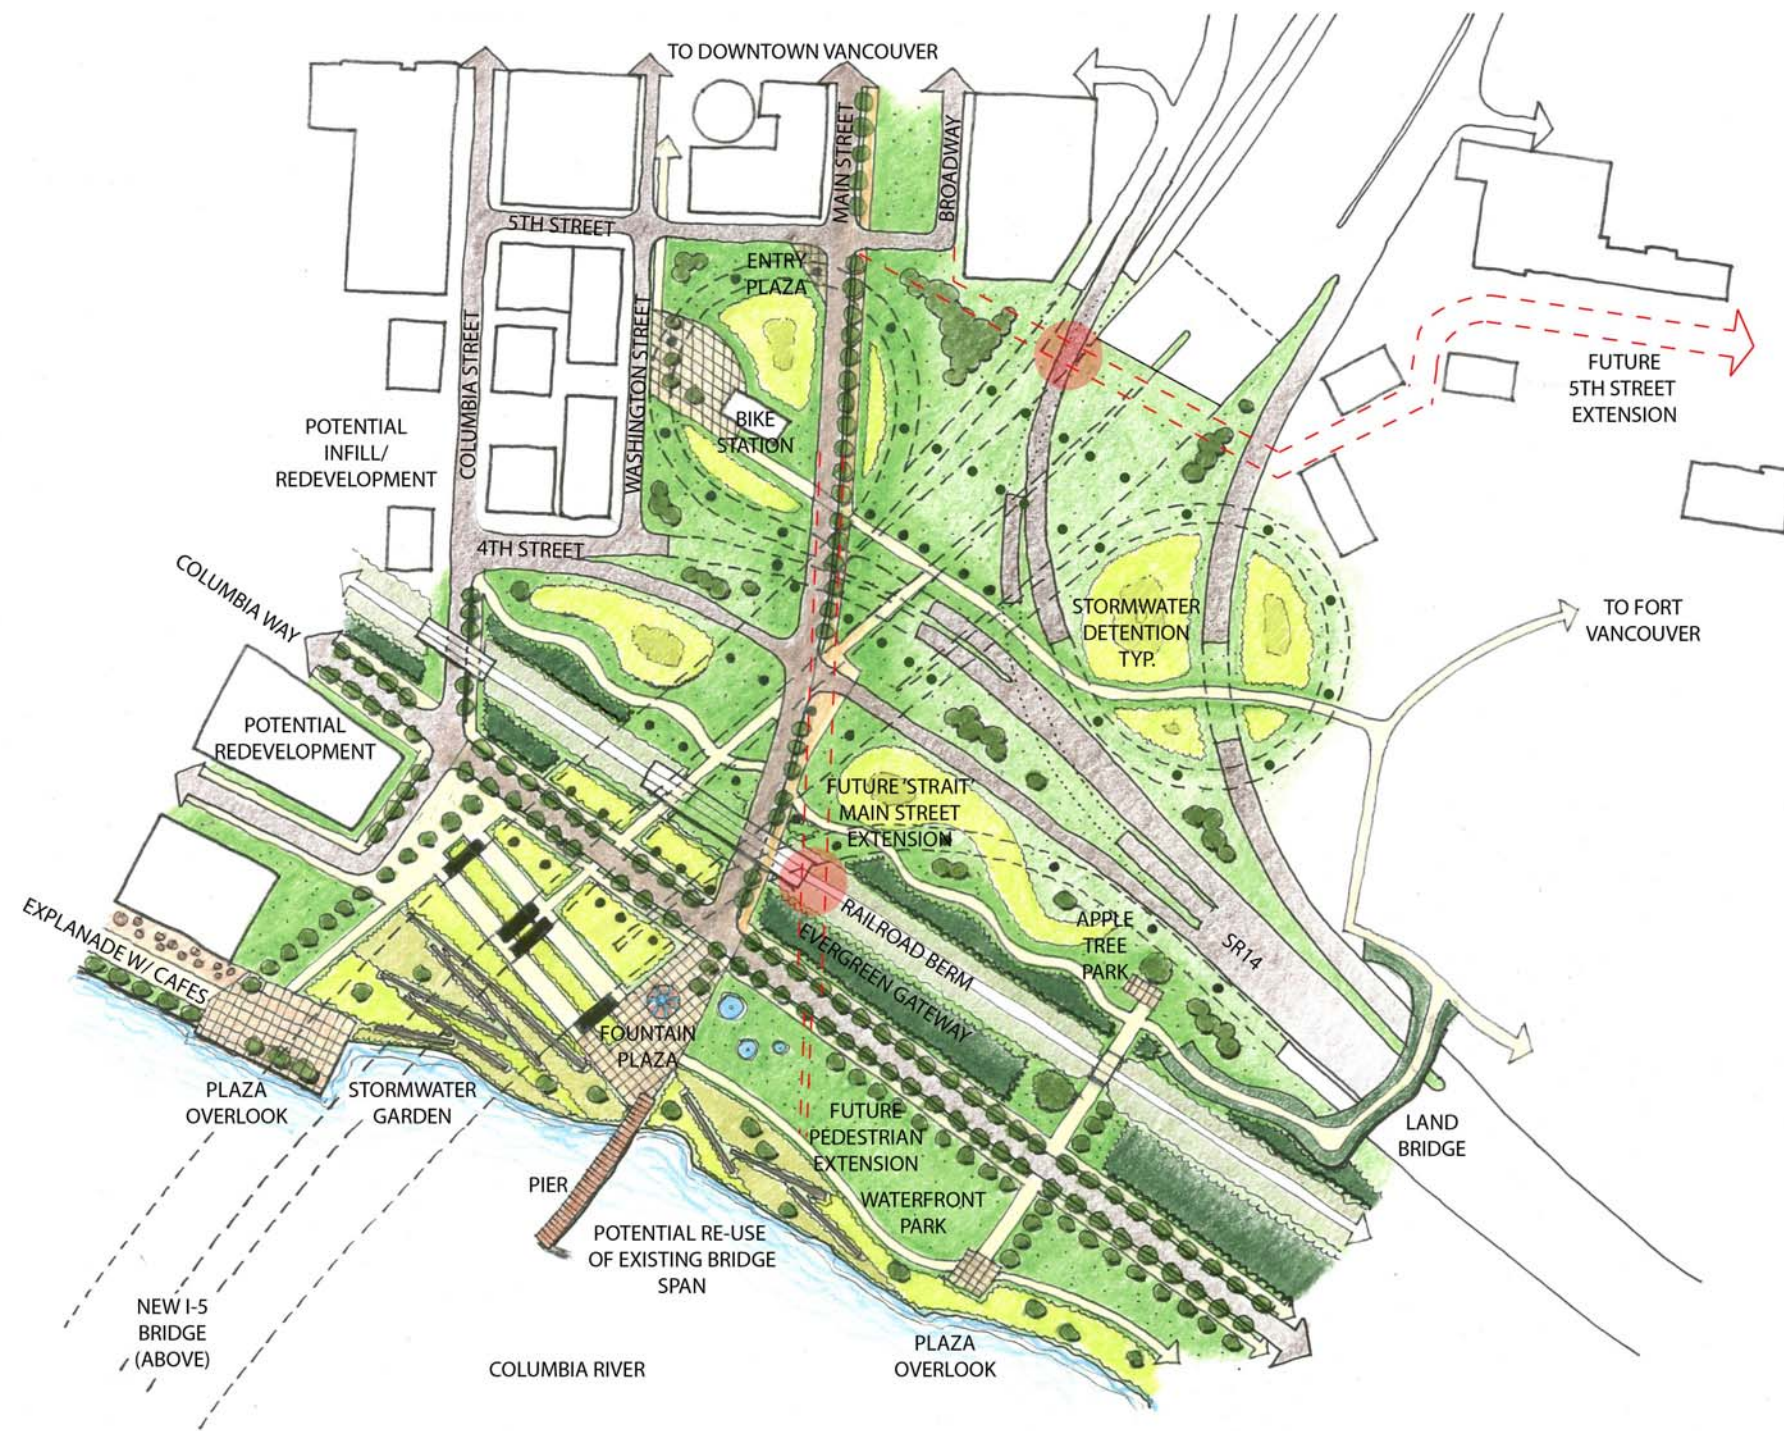 TO DOWNTOWN VANCOUVER
MAIN STREET
BROADWAY
5TH STREET
ENTRY
PLAZA
COLUMBIA STREET
WASHINGTON STREET
FUTURE
5TH STREET
EXTENSION
BIKE
STATION
POTENTIAL
INFILL/
REDEVELOPMENT
4TH STREET
COLUMBIA WAY
STORMWATER
DETENTION
TYP.
TO FORT
VANCOUVER
POTENTIAL
REDEVELOPMENT
FUTURE 'STRAIT'
MAIN STREET
EXTENSION
RAILROAD BERM
EVERGREEN GATEWAY
APPLE
TREE
PARK
SR14
EXPLANADE W/ CAFES
FOUNTAIN
PLAZA
PLAZA
OVERLOOK
STORMWATER
GARDEN
FUTURE
PEDESTRIAN
EXTENSION
LAND
BRIDGE
PIER
WATERFRONT
PARK
POTENTIAL RE-USE
OF EXISTING BRIDGE
SPAN
NEW I-5
BRIDGE
(ABOVE)
COLUMBIA RIVER
PLAZA
OVERLOOK